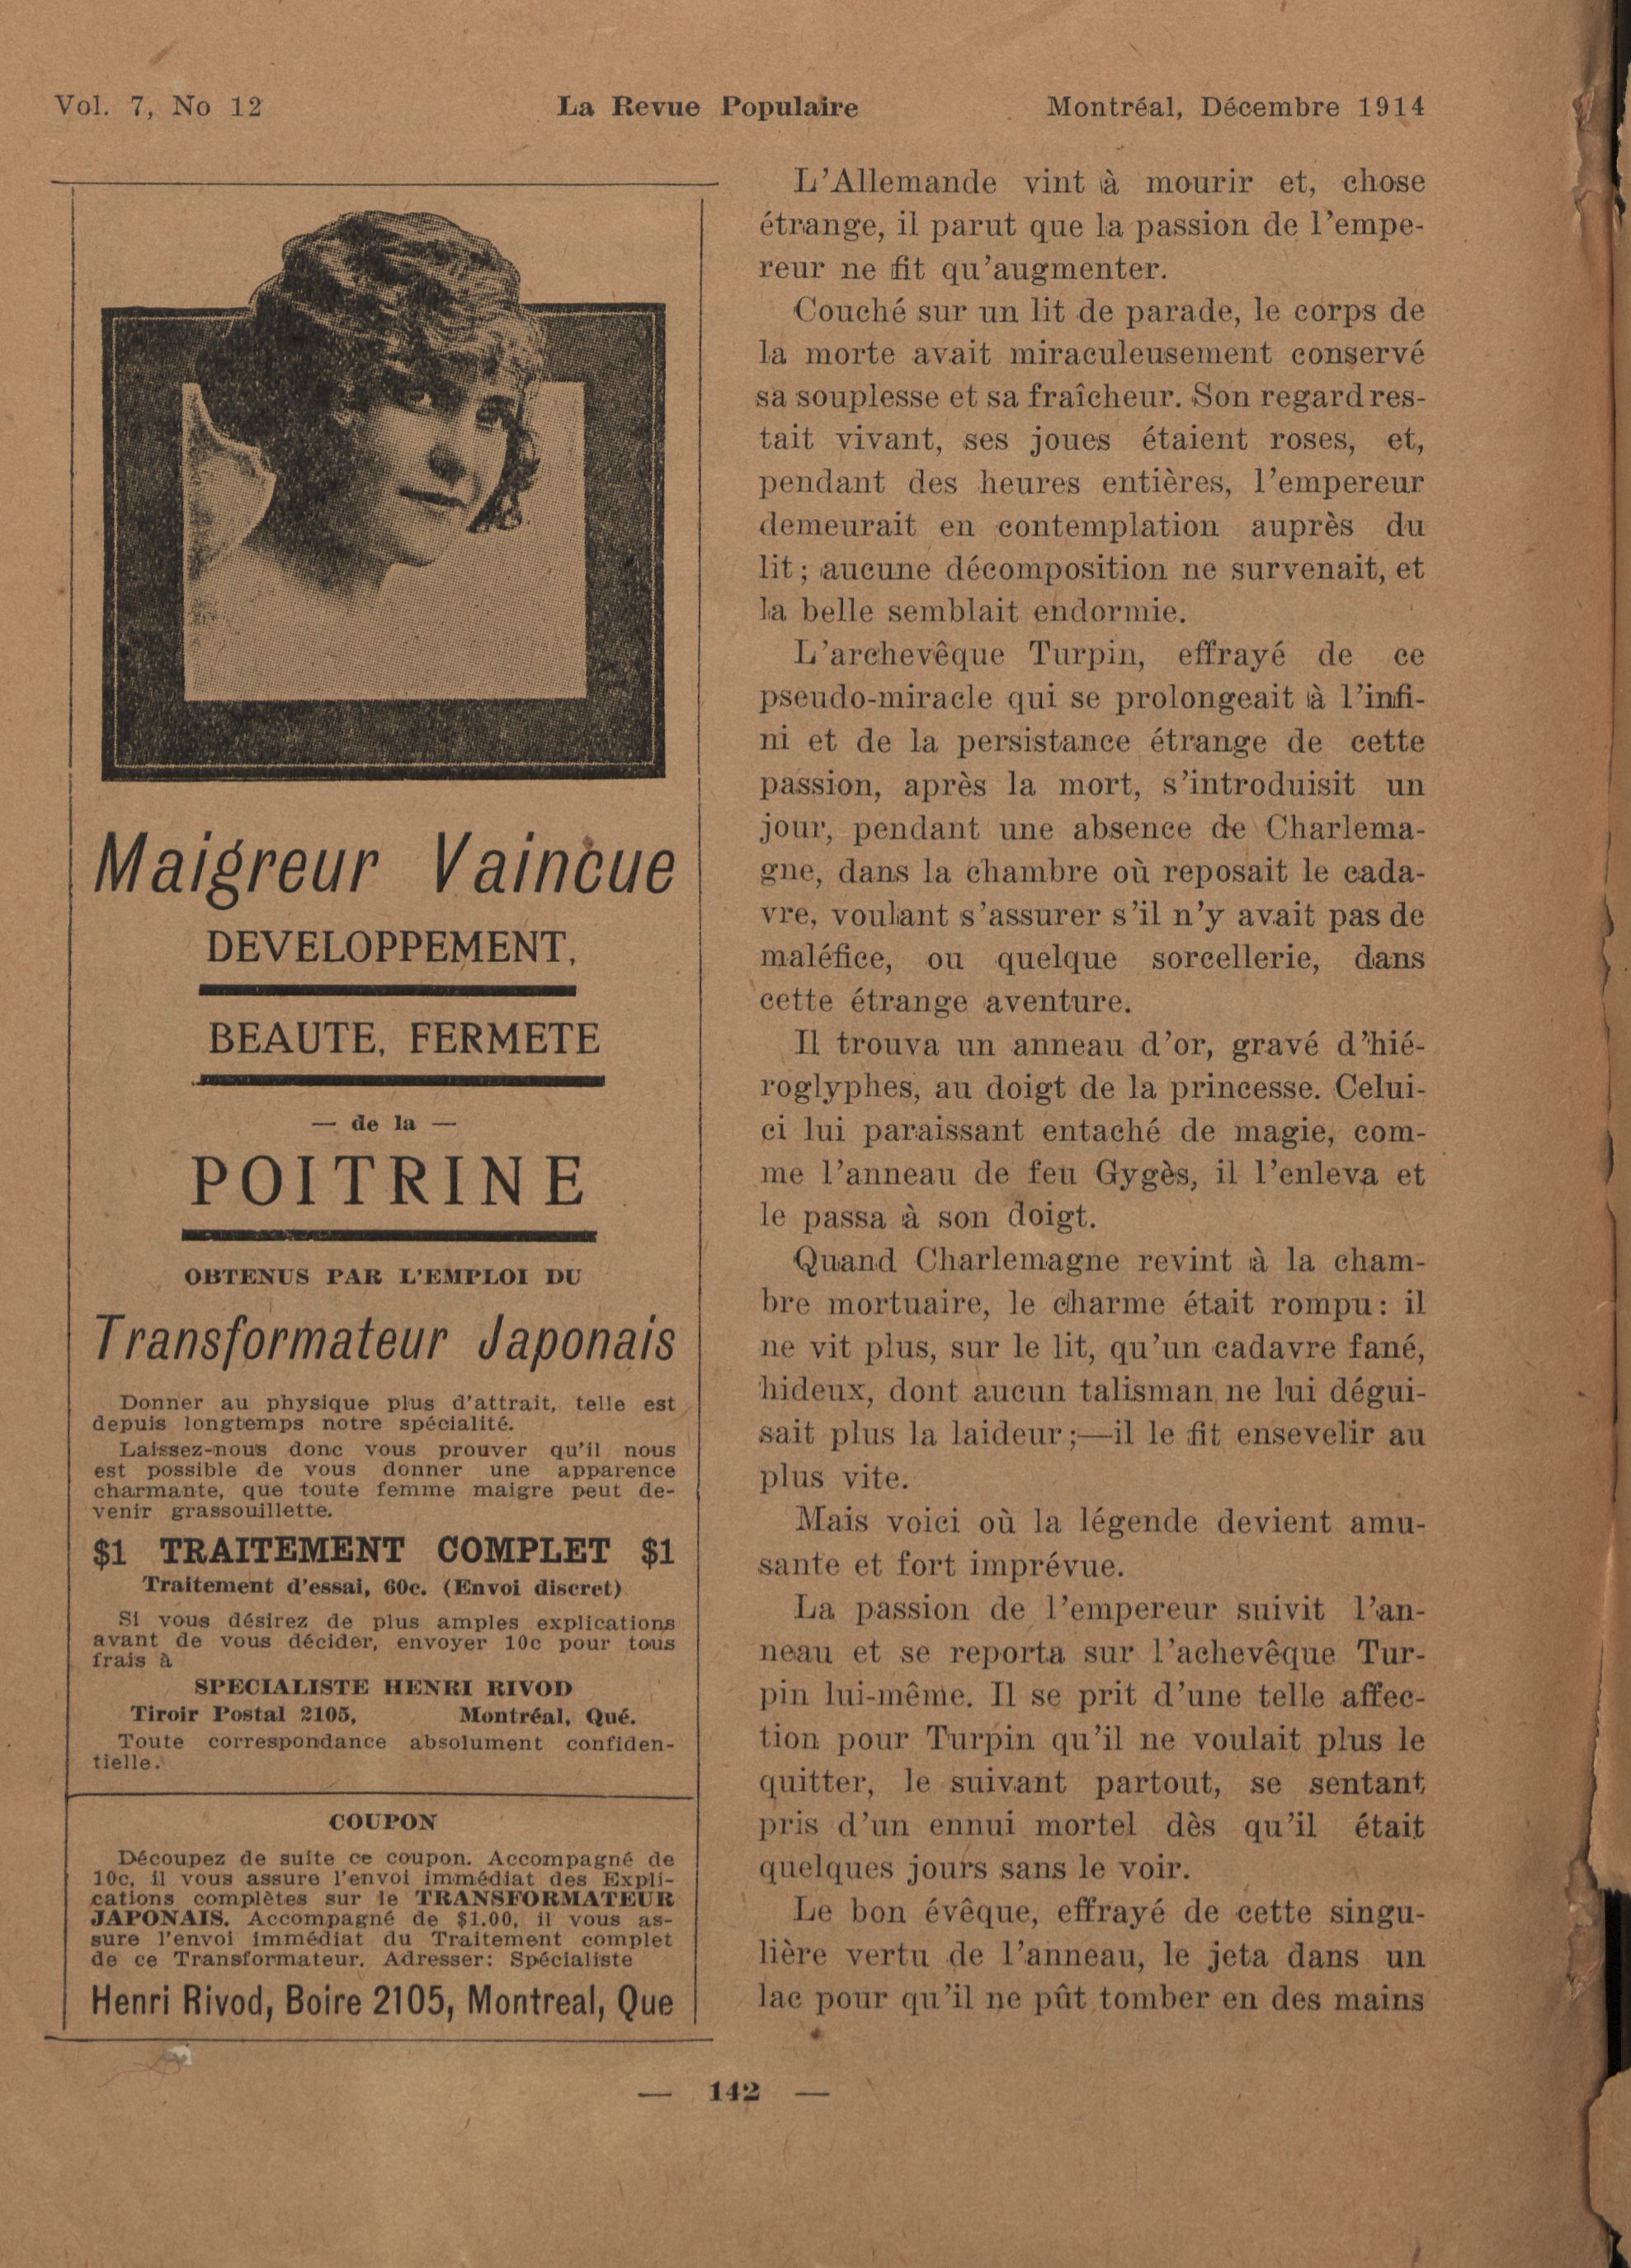 Vol. 7, No 12
La Revue Populaire
Montréal, Décembre 1914
Maigreur Vaincue
DEVELOPPEMENT,
BEAUTE, FERMETE
— de la —
POITRINE
OBTENUS PAR L'EMPLOI DU
Transformateur Japonais
Donner au physique plus d'attrait, telle est
depuis longtemps notre spécialité.
Laissez-nous donc vous prouver qu'il nous
est possible de vous donner une apparence
charmante, que toute femme maigre peut de-
venir grassouillette.
$1 TRAITEMENT COMPLET $1
Traitement d'essai, 60c. (Envoi discret)
Si vous désirez de plus amples explications
avant de vous décider, envoyer 10c pour tous
frais à
SPECIALISTE HENRI RIVOD
Tiroir Postal 2105, Montréal, Qué.
Toute correspondance absolument confiden-
tielle.
COUPON
Découpez de suite ce coupon. Accompagné de
10c, il vous assure l'envoi immédiat des Expli-
cations complètes sur le TRANSFORMATEUR
JAPONAIS. Accompagné de $1.00, il vous as-
sure l'envoi immédiat du Traitement complet
de ce Transformateur. Adresser: Spécialiste
Henri Rivod, Boire 2105, Montreal, Que
L'Allemande vint à mourir et, chose
étrange, il parut que la passion de l'empe-
reur ne fit qu'augmenter.
Couché sur un lit de parade, le corps de
la morte avait miraculeusement conservé
sa souplesse et sa fraîcheur. Son regard res-
tait vivant, ses joues étaient roses, et,
pendant des heures entières, l'empereur
demeurait en contemplation auprès du
lit; aucune décomposition ne survenait, et
la belle semblait endormie.
L'archevêque Turpin, effrayé de ce
pseudo-miracle qui se prolongeait à l'infi-
ni et de la persistance étrange de cette
passion, après la mort, s'introduisit un
jour, pendant une absence de Charlema-
gne, dans la chambre où reposait le cada-
vre, voulant s'assurer s'il n'y avait pas de
maléfice, ou quelque sorcellerie, dans
cette étrange aventure.
Il trouva un anneau d'or, gravé d'hié-
roglyphes, au doigt de la princesse. Celui-
ci lui paraissant entaché de magie, com-
me l'anneau de feu Gygès, il l'enleva et
le passa à son doigt.
Quand Charlemagne revint à la cham-
bre mortuaire, le charme était rompu: il
ne vit plus, sur le lit, qu'un cadavre fané,
hideux, dont aucun talisman ne lui dégui-
sait plus la laideur;—il le fit ensevelir au
plus vite.
Mais voici où la légende devient amu-
sante et fort imprévue.
La passion de l'empereur suivit l'an-
neau et se reporta sur l'achevêque Tur-
pin lui-même. Il se prit d'une telle affec-
tion pour Turpin qu'il ne voulait plus le
quitter, le suivant partout, se sentant
pris d'un ennui mortel dès qu'il était
quelques jours sans le voir.
Le bon évêque, effrayé de cette singu-
lière vertu de l'anneau, le jeta dans un
lac pour qu'il ne pût tomber en des mains
— 142 —